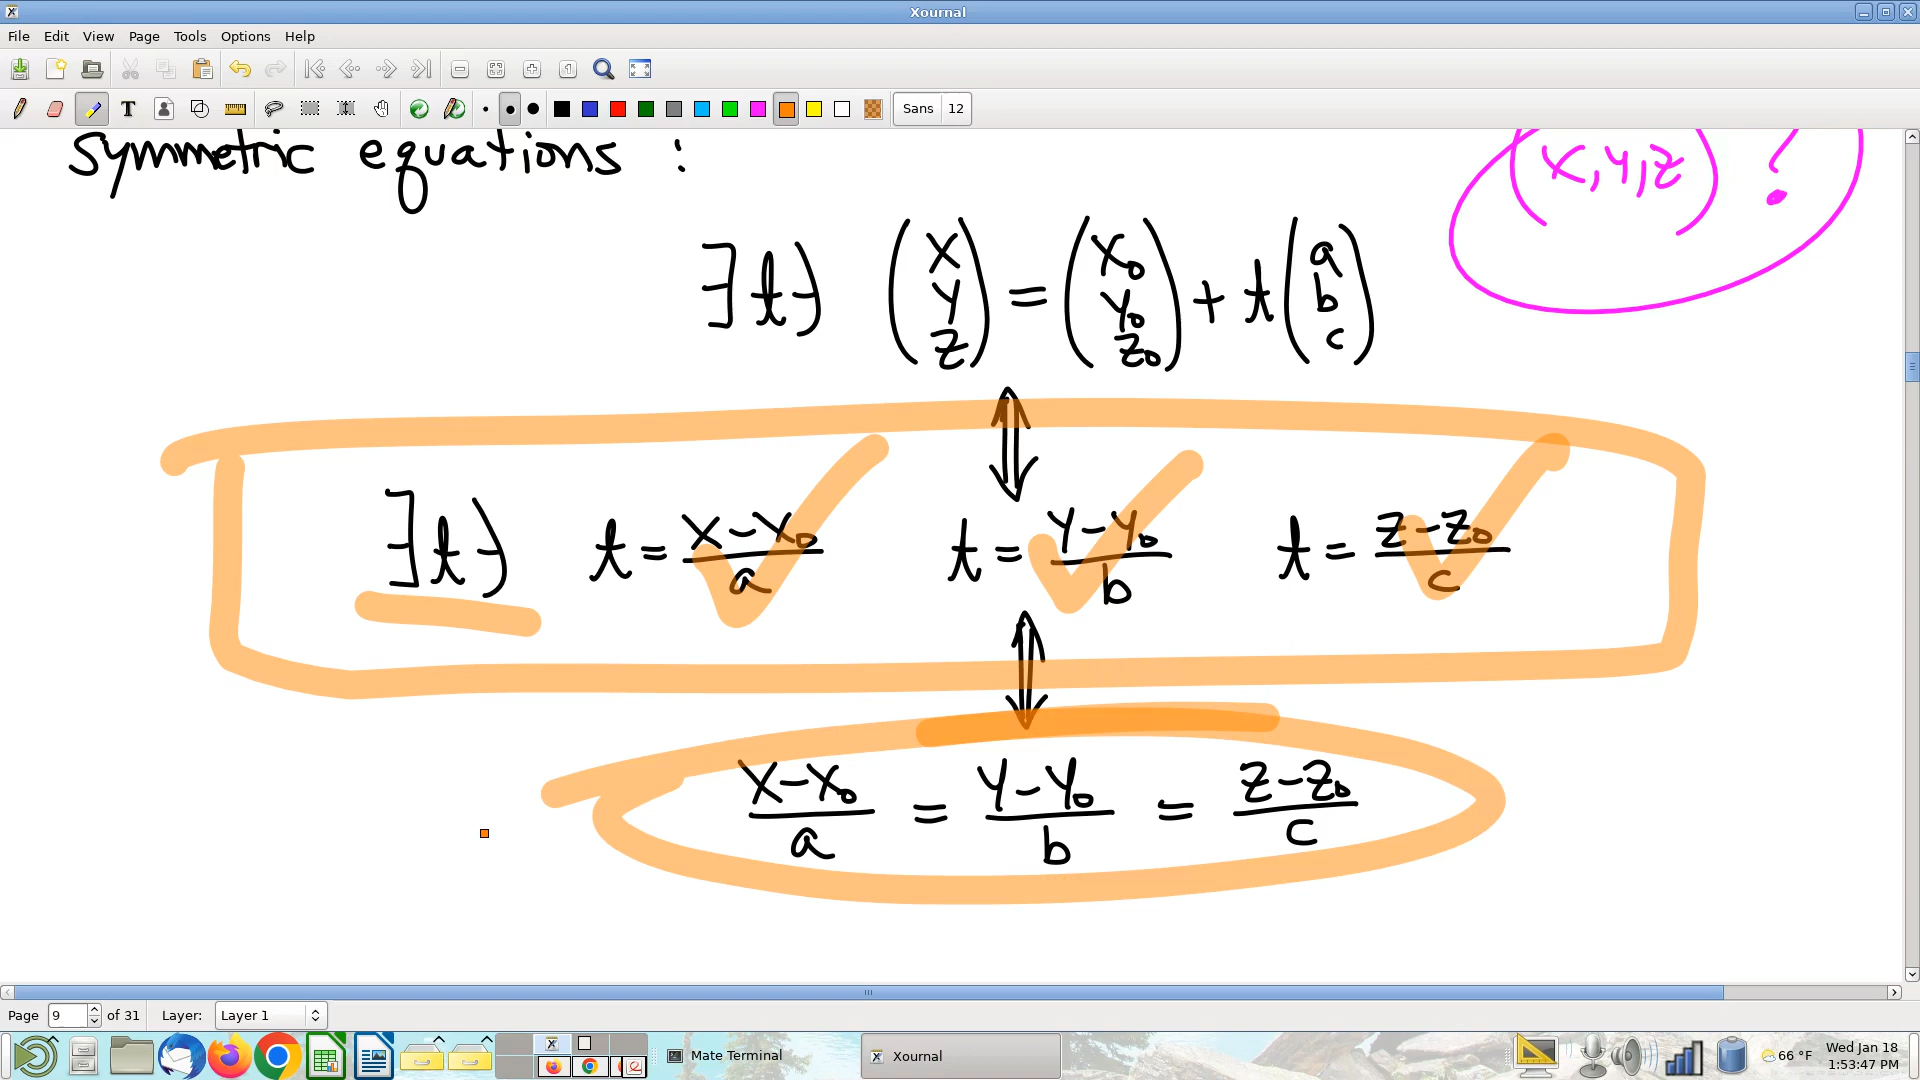 Xournal
File Edit View Page Tools Options Help
Sans 12
symmetric equations :
(x, y, z) ?
∃t∋ (x y z) = (x₀ y₀ z₀) + t(a b c)
∃t∋ t = (x-x₀)/a t = (y-y₀)/b t = (z-z₀)/c
(x-x₀)/a = (y-y₀)/b = (z-z₀)/c
Page 9 of 31 Layer: Layer 1
Mate Terminal Xournal 66 °F Wed Jan 18
1:53:47 PM